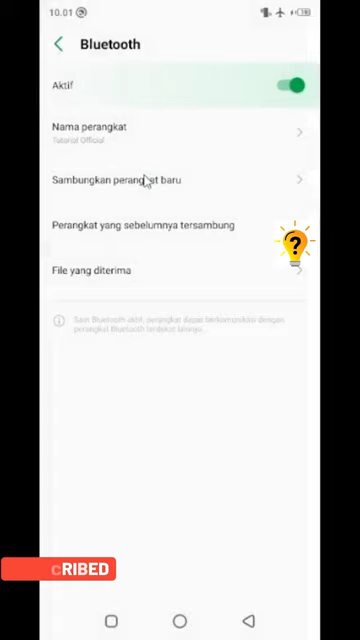 10.01
Bluetooth
Aktif
Nama perangkat
Tutorial Official
Sambungkan perangkat baru
Perangkat yang sebelumnya tersambung
?
File yang diterima
Saat Bluetooth aktif, perangkat dapat berkomunikasi dengan
perangkat Bluetooth terdekat lainnya.
CRIBED